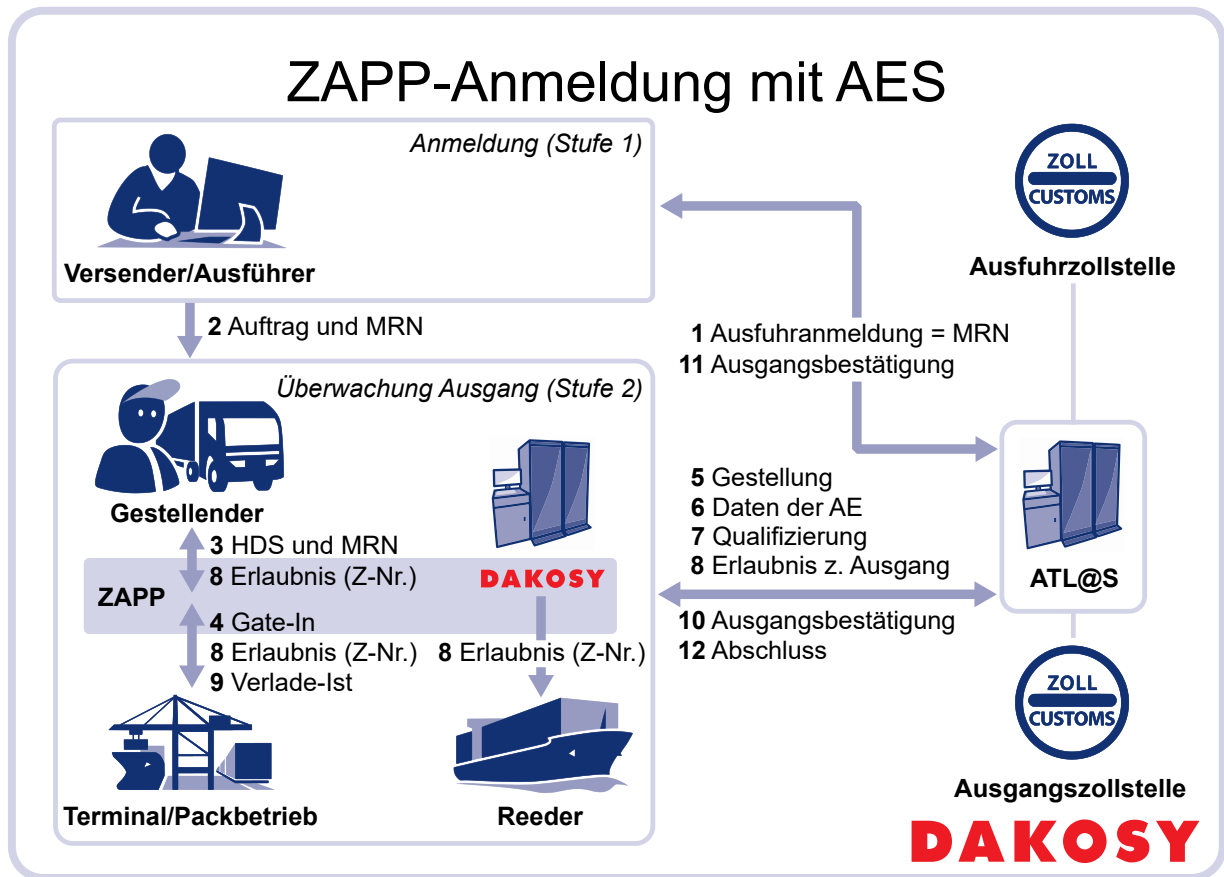 ZAPP-Anmeldung mit AES
Anmeldung (Stufe 1)
Versender/Ausführer
2 Auftrag und MRN
Überwachung Ausgang (Stufe 2)
Gestellender
3 HDS und MRN
8 Erlaubnis (Z-Nr.)
ZAPP
DAKOSY
4 Gate-In
8 Erlaubnis (Z-Nr.)
9 Verlade-Ist
8 Erlaubnis (Z-Nr.)
Terminal/Packbetrieb
Reeder
1 Ausfuhranmeldung = MRN
11 Ausgangsbestätigung
5 Gestellung
6 Daten der AE
7 Qualifizierung
8 Erlaubnis z. Ausgang
10 Ausgangsbestätigung
12 Abschluss
ZOLL
CUSTOMS
Ausfuhrzollstelle
ATL@S
ZOLL
CUSTOMS
Ausgangszollstelle
DAKOSY